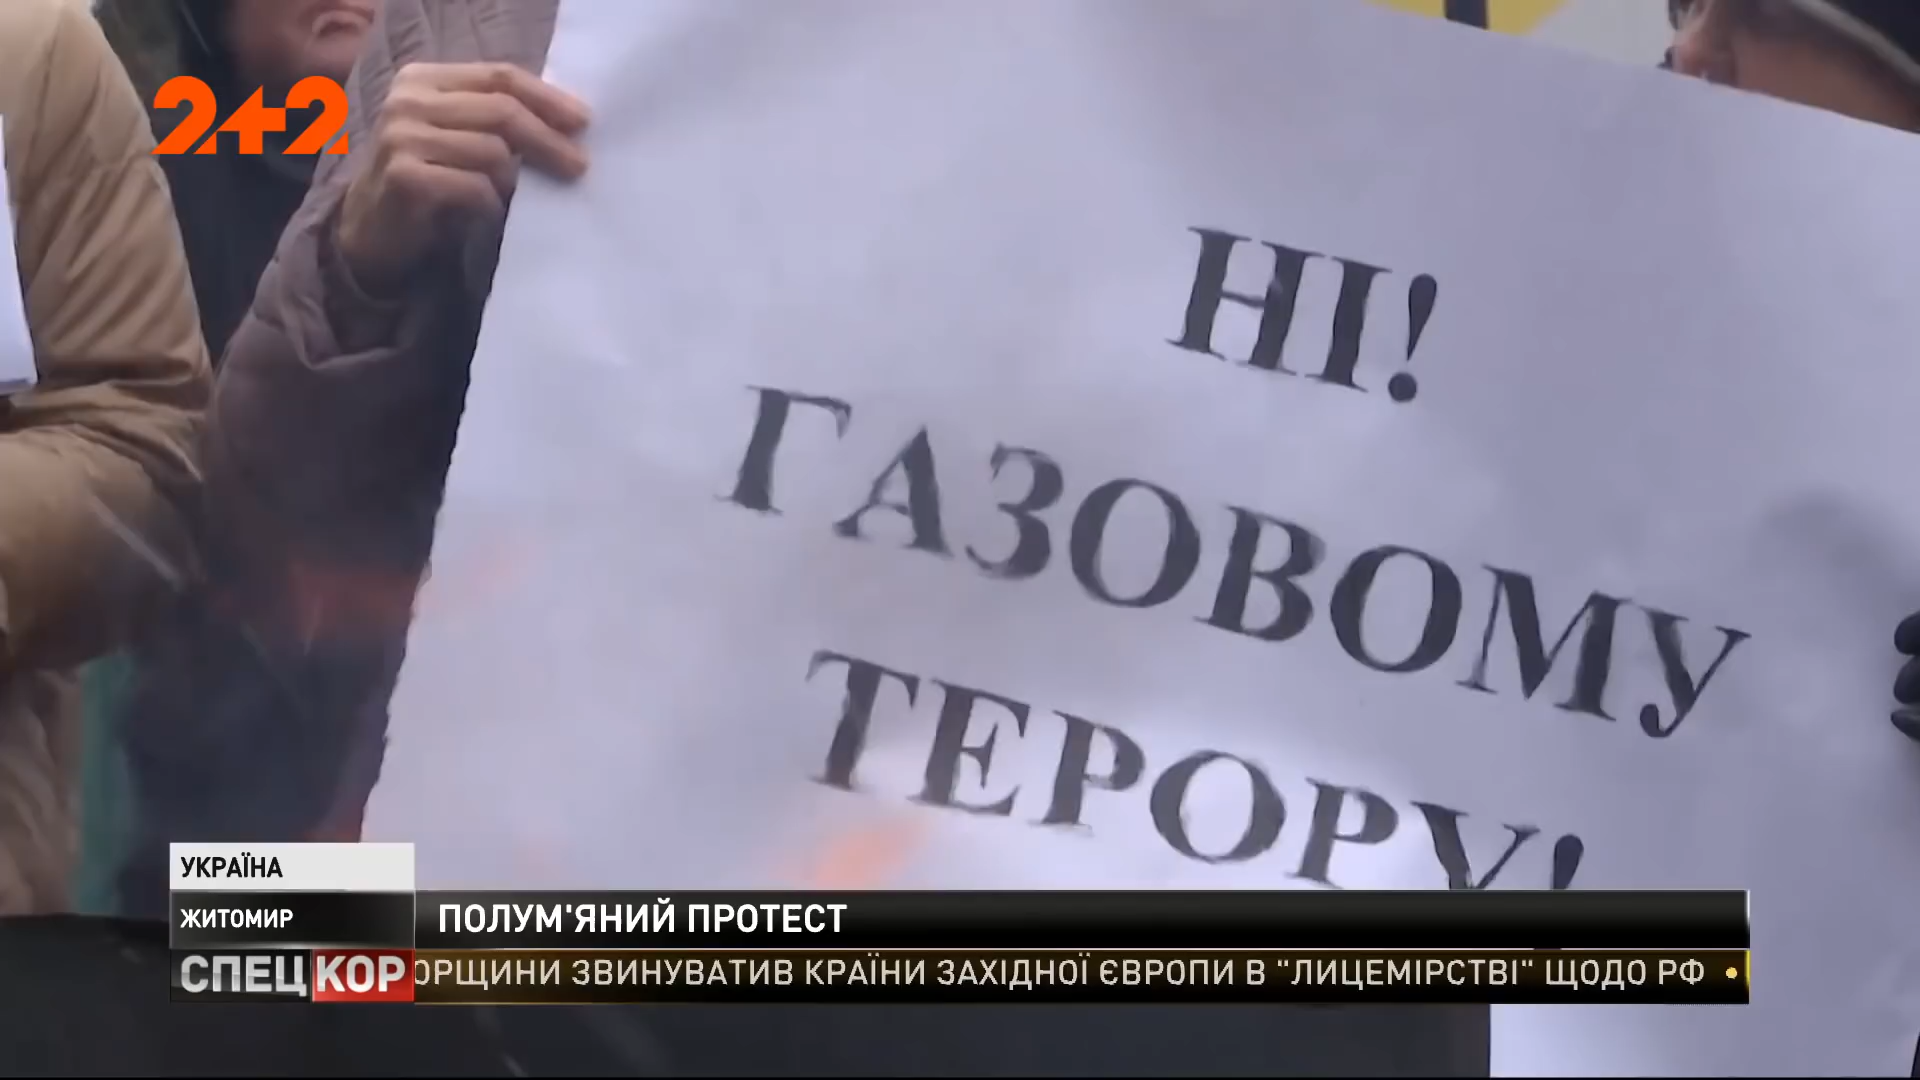 2+2
НІ!
ГАЗОВОМУ
ТЕРОРУ!
УКРАЇНА
ЖИТОМИР
ПОЛУМ'ЯНИЙ ПРОТЕСТ
СПЕЦКОР
ОРЩИНИ ЗВИНУВАТИВ КРАЇНИ ЗАХІДНОЇ ЄВРОПИ В "ЛИЦЕМІРСТВІ" ЩОДО РФ •